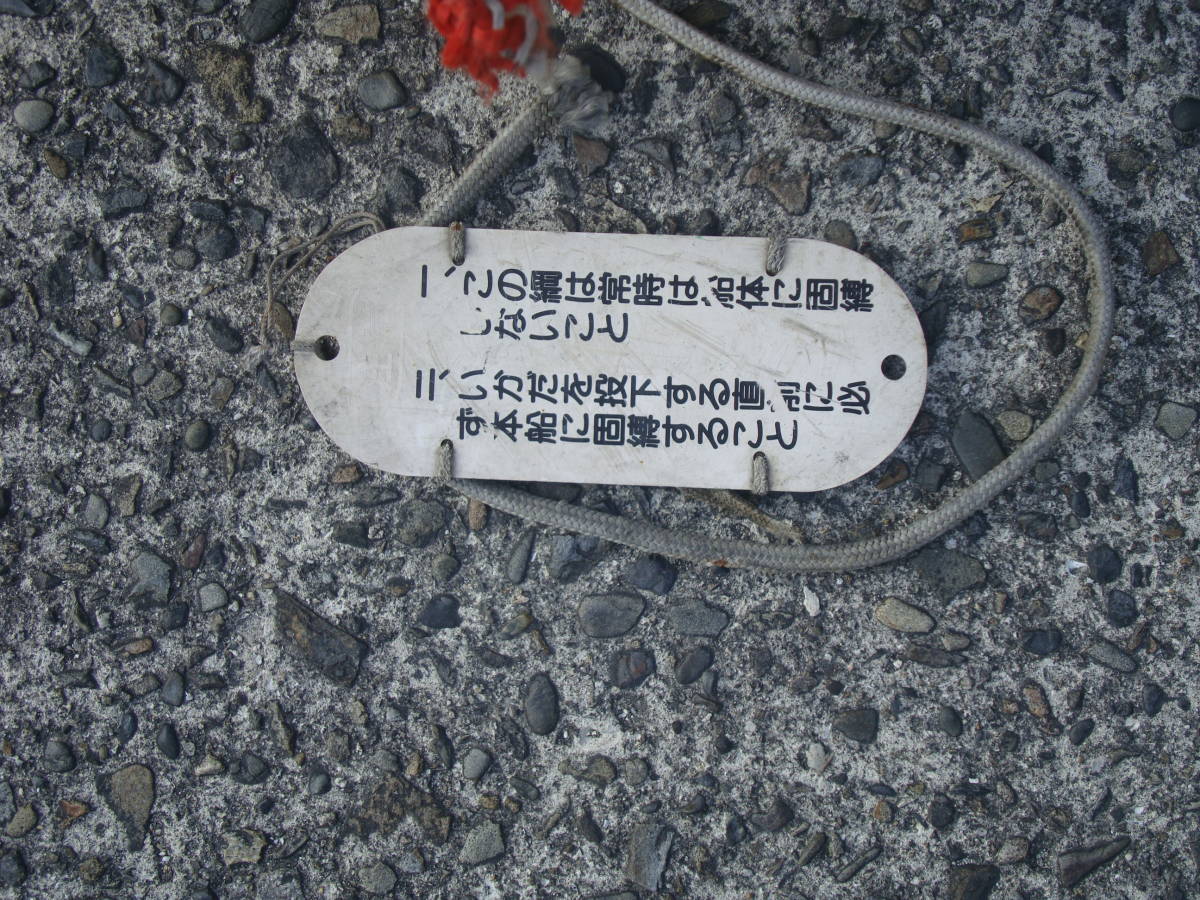 一、この綱は常時は船体に固縛
しないこと
二、いかだを投下する直前に必
ず本船に固縛すること